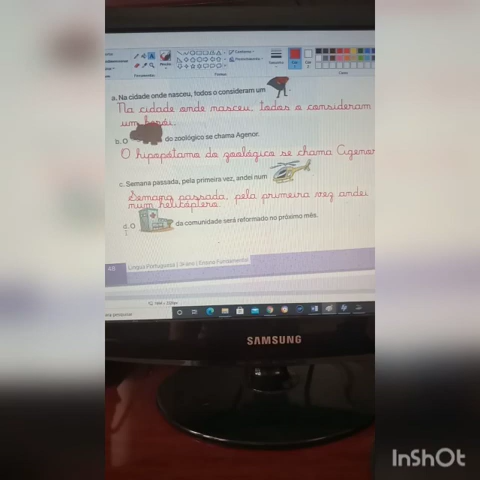 a. Na cidade onde nasceu, todos o consideram um
Na cidade onde nasceu, todos o consideram
um herói.
b. O do zoológico se chama Agenor.
O hipopótamo do zoológico se chama Agenor
c. Semana passada, pela primeira vez, andei num
Semana passada, pela primeira vez andei
num helicóptero.
d. O da comunidade será reformado no próximo mês.
Língua Portuguesa | 3º ano | Ensino Fundamental
SAMSUNG
InShOt